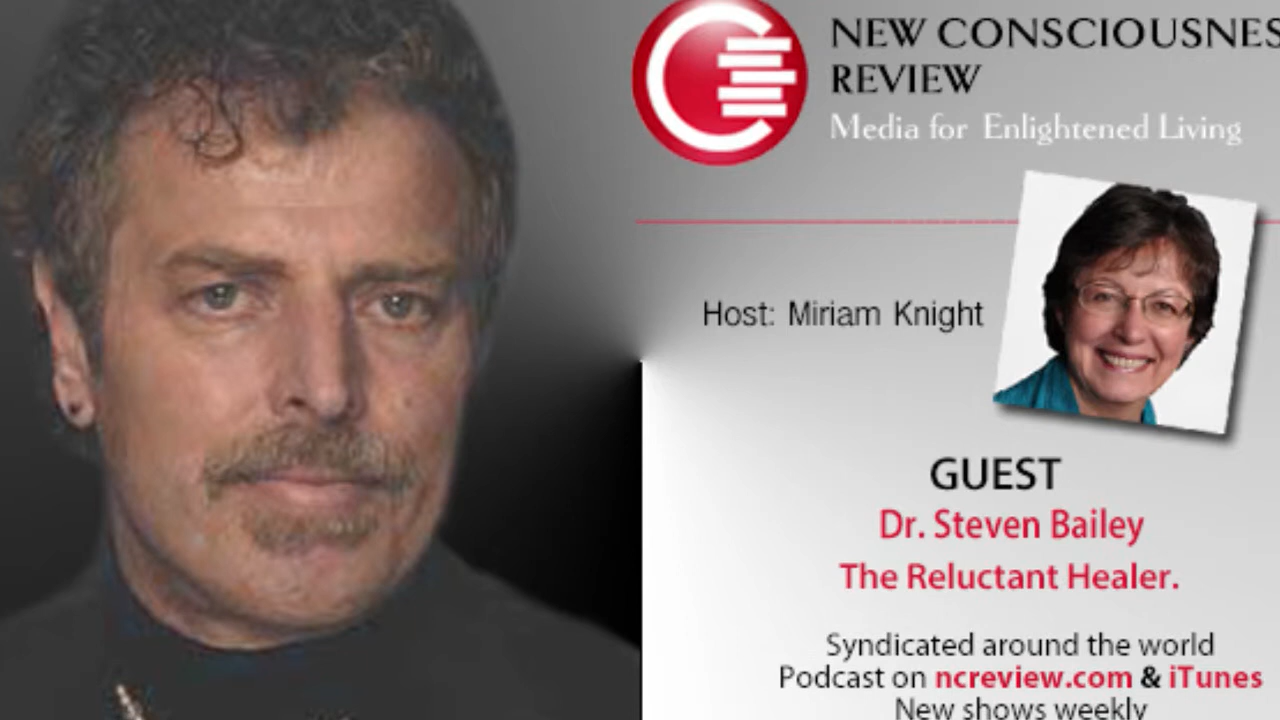 NEW CONSCIOUSNES
REVIEW
Media for Enlightened Living
Host: Miriam Knight
GUEST
Dr. Steven Bailey
The Reluctant Healer.
Syndicated around the world
Podcast on ncreview.com & iTunes
New shows weekly